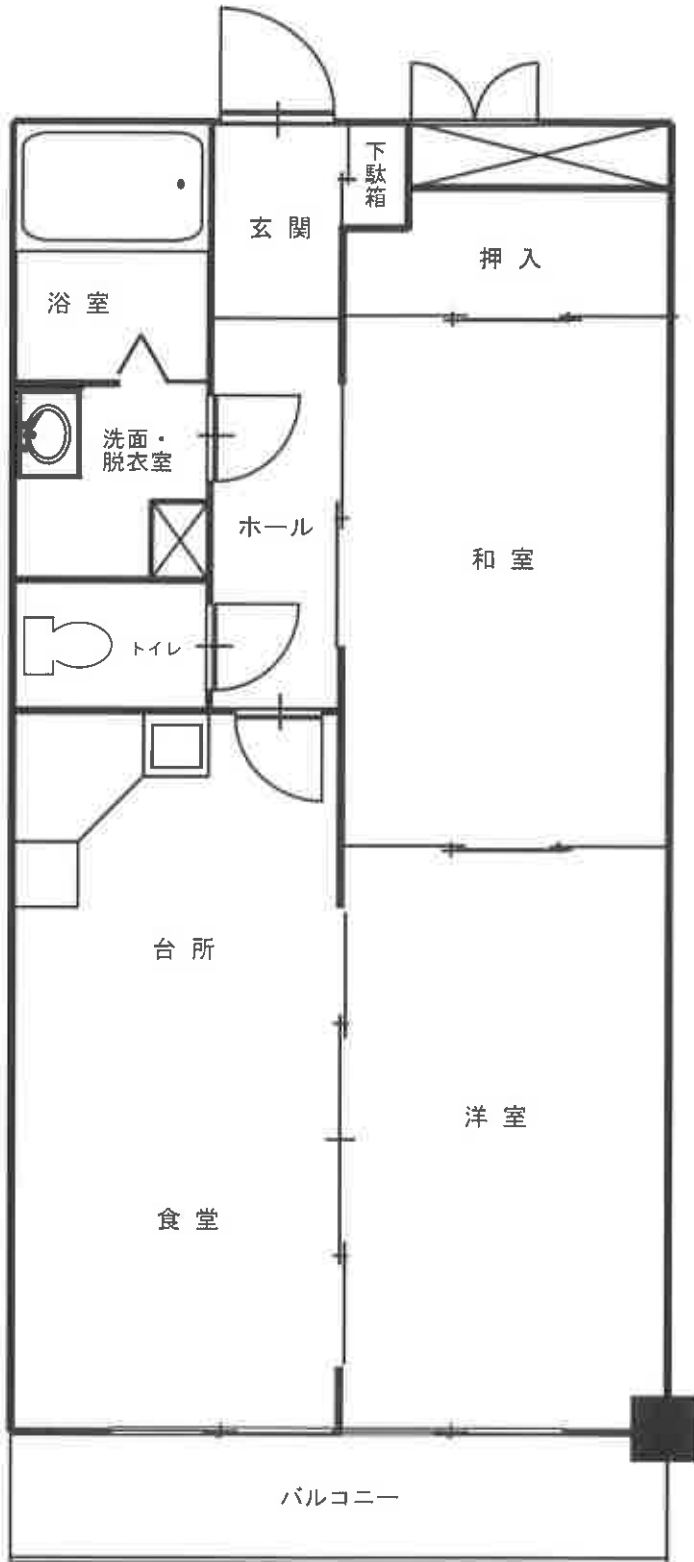 下駄箱
玄関
押入
浴室
洗面・
脱衣室
ホール
和室
トイレ
台所
洋室
食堂
バルコニー